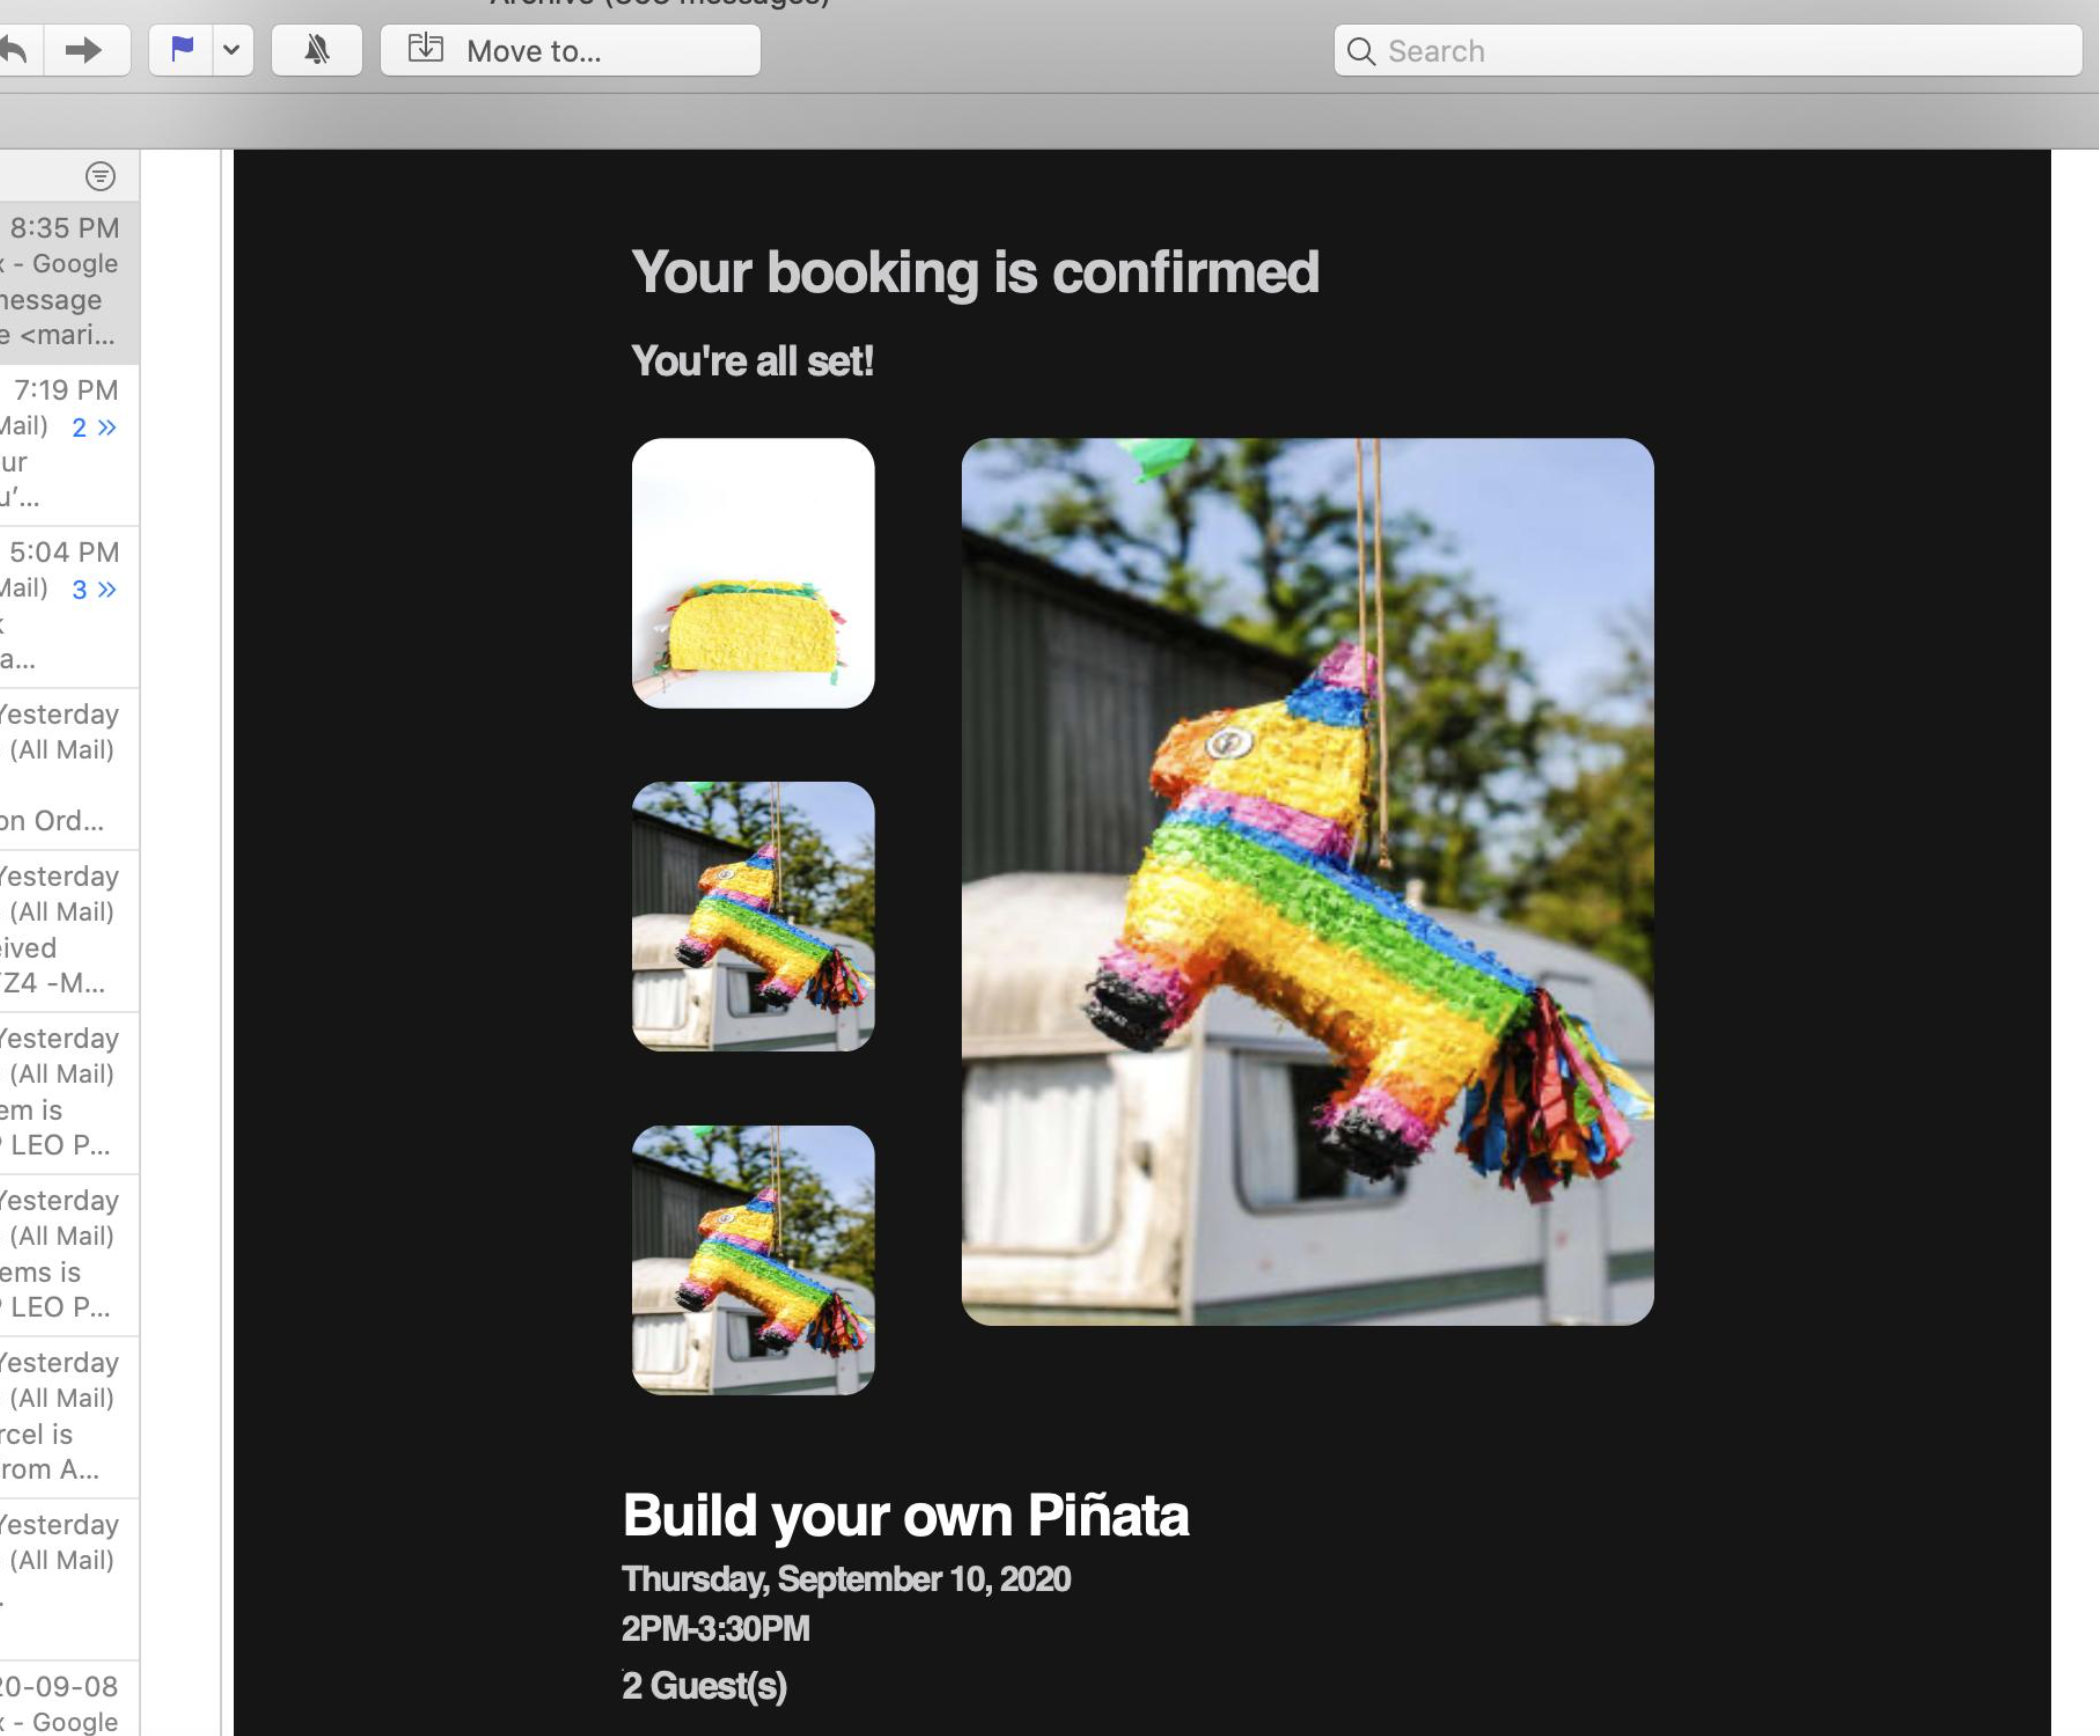 Move to...
Search
8:35 PM
- Google
message
<mari...
7:19 PM
Mail) 2 >>
ur
u'...
5:04 PM
Mail) 3 >>
a...
Yesterday
(All Mail)
on Ord...
Yesterday
(All Mail)
eived
YZ4 -M...
Yesterday
(All Mail)
em is
LEO P...
Yesterday
(All Mail)
ems is
LEO P...
Yesterday
(All Mail)
rcel is
rom A...
Yesterday
(All Mail)
20-09-08
- Google
Your booking is confirmed
You're all set!
Build your own Piñata
Thursday, September 10, 2020
2PM-3:30PM
2 Guest(s)